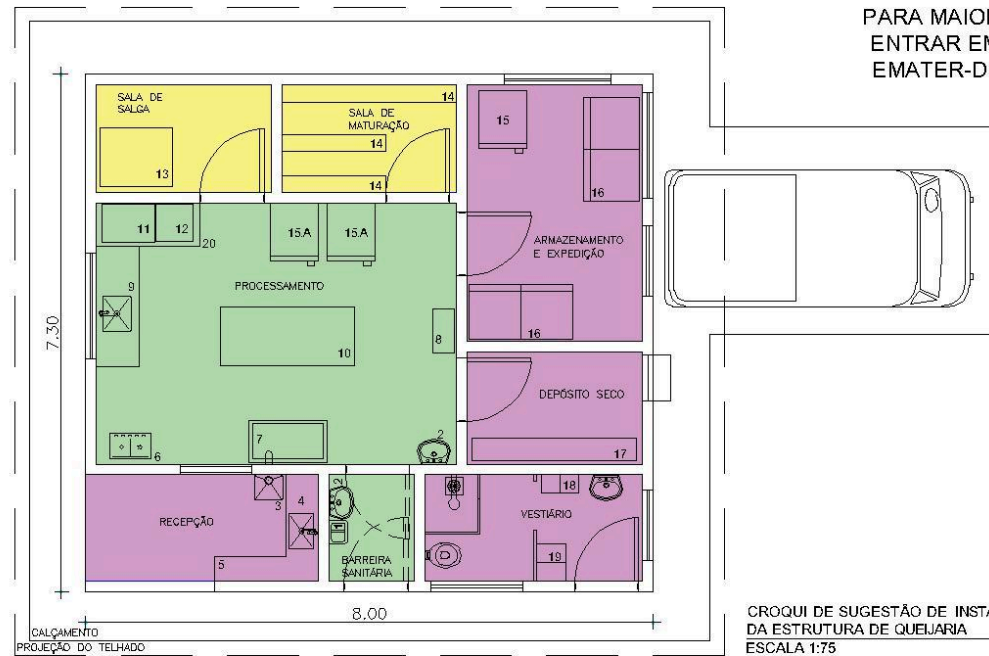 PARA MAIO
ENTRAR EM
EMATER-D
SALA DE
SALGA
13
14
SALA DE
MATURAÇÃO
14
14
15
16
11
12
20
15.A
15.A
ARMAZENAMENTO
E EXPEDIÇÃO
PROCESSAMENTO
9
10
8
16
7.30
DEPÓSITO SECO
17
6
7
2
RECEPÇÃO
3
4
5
2
1
BARREIRA
SANITÁRIA
VESTIÁRIO
18
19
8.00
CALÇAMENTO
PROJEÇÃO DO TELHADO
CROQUI DE SUGESTÃO DE INST
DA ESTRUTURA DE QUEIJARIA
ESCALA 1:75